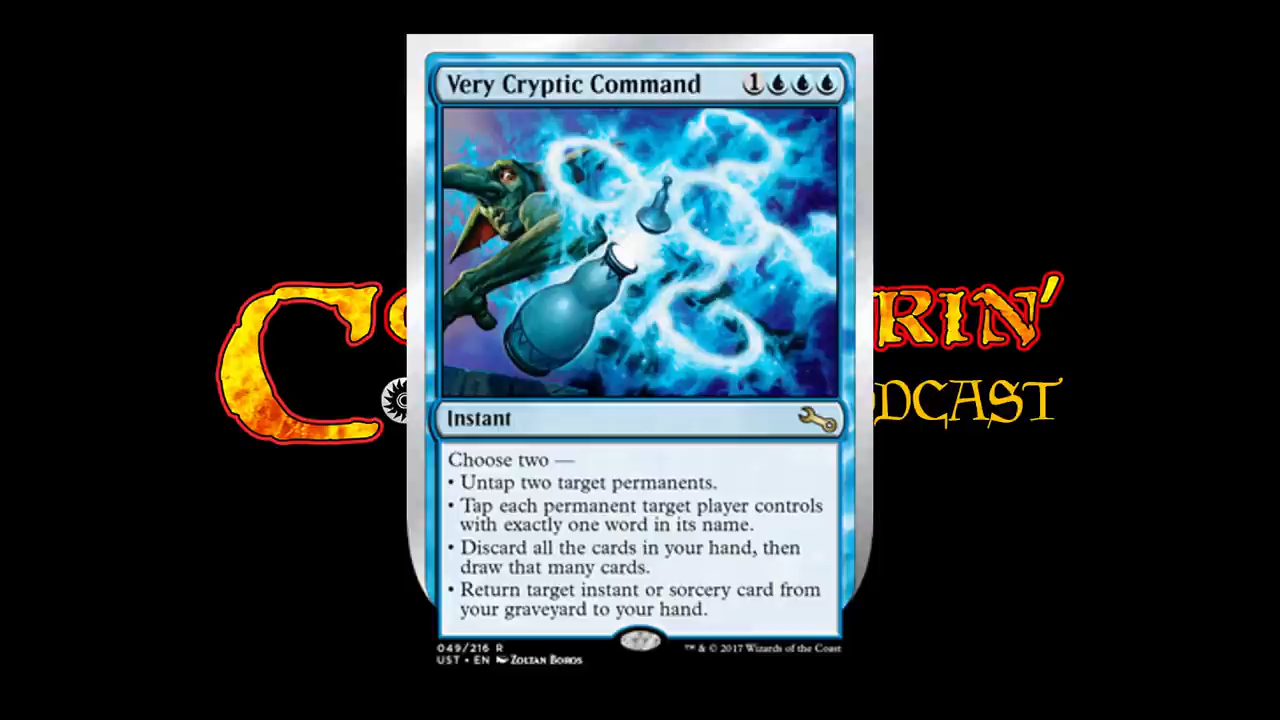 Very Cryptic Command 1
C RIN'
ODCAST
Instant
Choose two —
• Untap two target permanents.
• Tap each permanent target player controls
with exactly one word in its name.
• Discard all the cards in your hand, then
draw that many cards.
• Return target instant or sorcery card from
your graveyard to your hand.
049/216 R
UST • EN Zoltan Boros
™ & © 2017 Wizards of the Coast